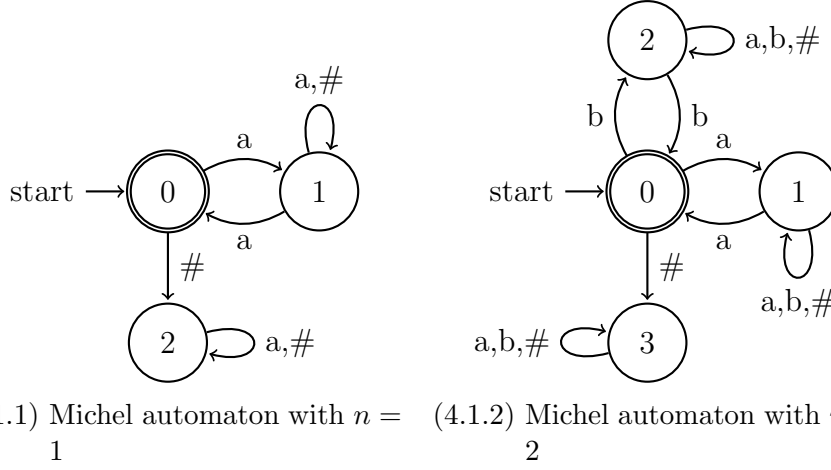 2
a,b,#
a,#
b
b
a
a
start
0
1
start
0
1
a
a
#
#
a,b,#
2
a,#
a,b,#
3
.1) Michel automaton with n =
1
(4.1.2) Michel automaton with
2